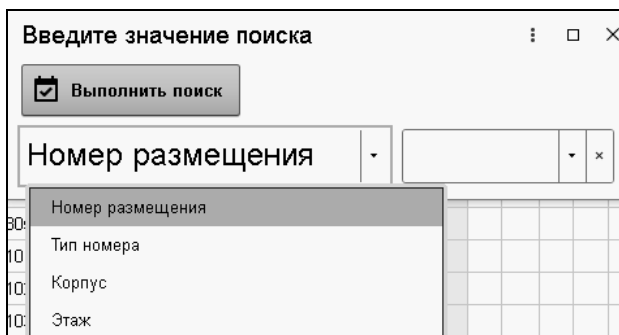 Введите значение поиска
Выполнить поиск
Номер размещения
Номер размещения
Тип номера
Корпус
Этаж